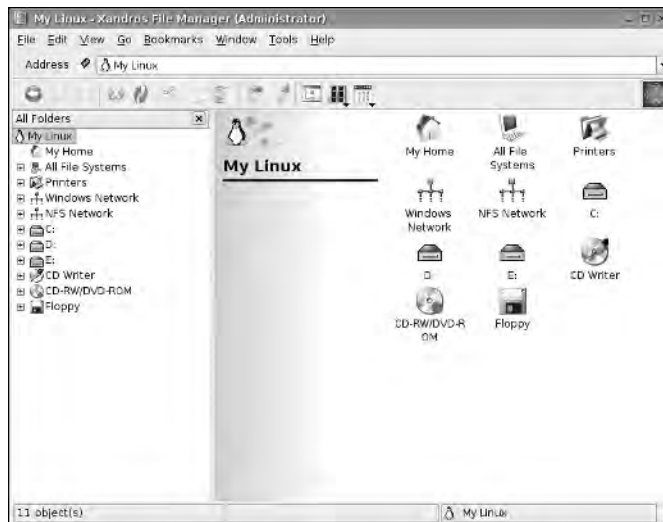 My Linux - Xandros File Manager (Administrator)
File Edit View Go Bookmarks Window Tools Help
Address My Linux
All Folders
My Linux
My Home
All File Systems
Printers
Windows Network
NFS Network
C:
D:
E:
CD Writer
CD-RW/DVD-ROM
Floppy
My Linux
My Home
All File
Systems
Printers
Windows
Network
NFS Network
C:
D:
E:
CD Writer
CD-RW/DVD-R
OM
Floppy
11 object(s)
My Linux